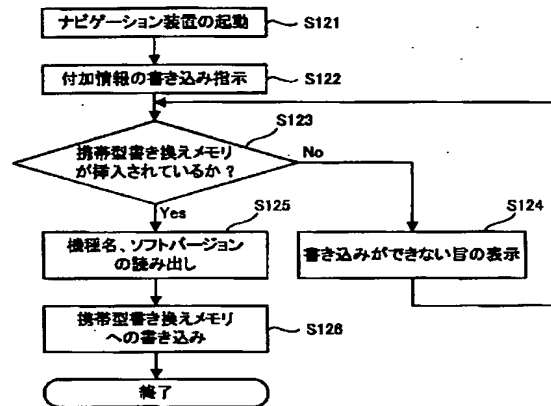 ナビゲーション装置の起動
S121
付加情報の書き込み指示
S122
S123
携帯型書き換えメモリ
が挿入されているか？
No
Yes
S125
S124
機種名、ソフトバージョン
の読み出し
書き込みができない旨の表示
携帯型書き換えメモリ
への書き込み
S126
終了